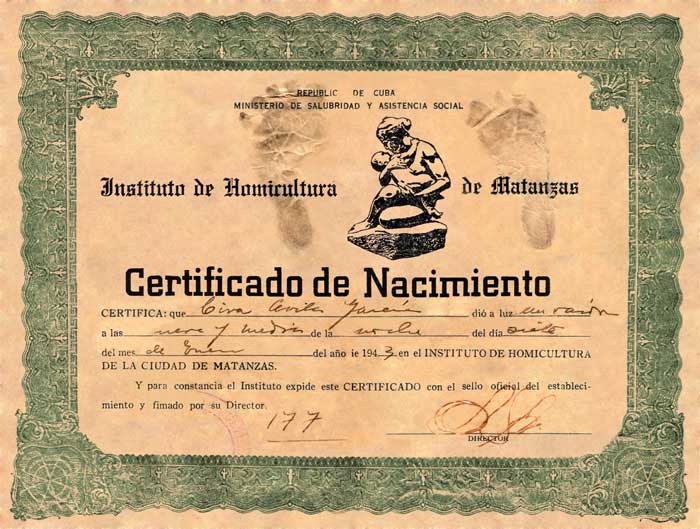 REPUBLIC DE CUBA
MINISTERIO DE SALUBRIDAD Y ASISTENCIA SOCIAL
Instituto de Homicultura de Matanzas
Certificado de Nacimiento
CERTIFICA: que Civa Avila García dió a luz un varón
a las nueve y media de la noche del día siete
del mes de Enero del año ie 1943 en el INSTITUTO DE HOMICULTURA
DE LA CIUDAD DE MATANZAS.
Y para constancia el Instituto expide este CERTIFICADO con el sello oficial del estableci-
miento y fimado por su Director.
177
DIRECTOR